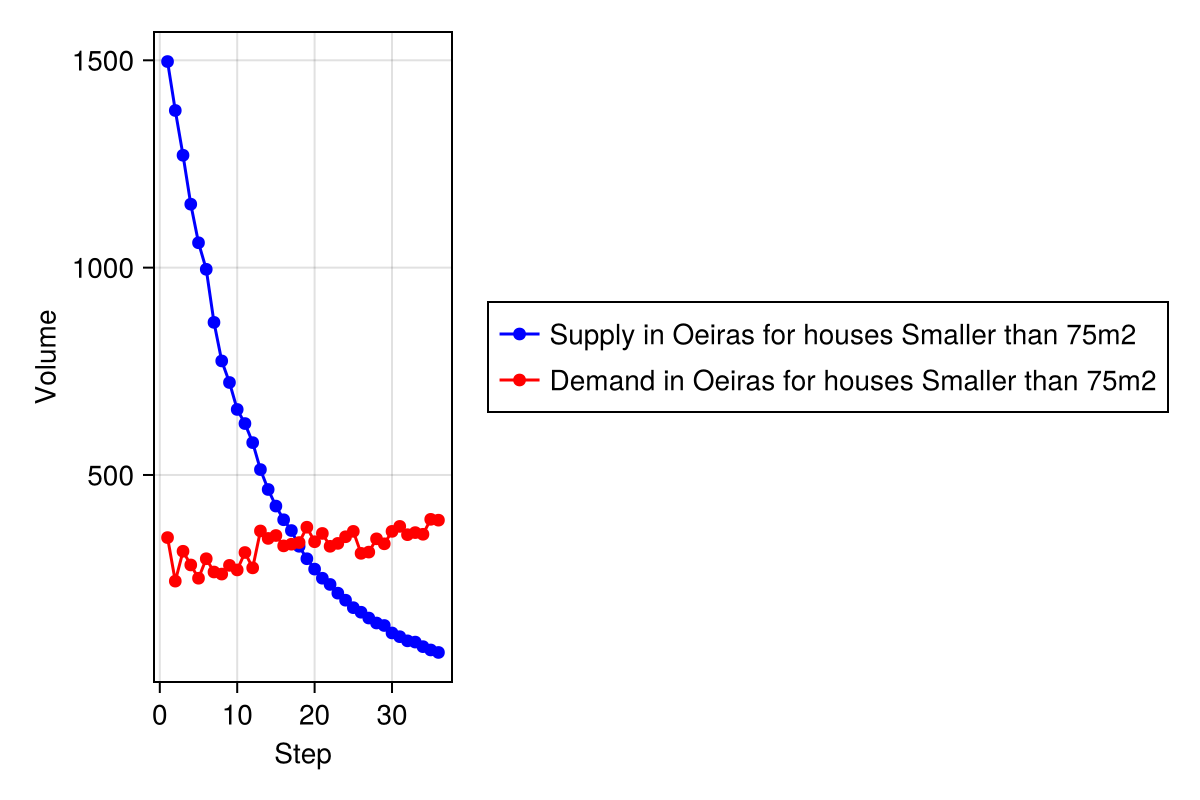 1500
1000
500
Volume
0 10 20 30
Step
Supply in Oeiras for houses Smaller than 75m2
Demand in Oeiras for houses Smaller than 75m2